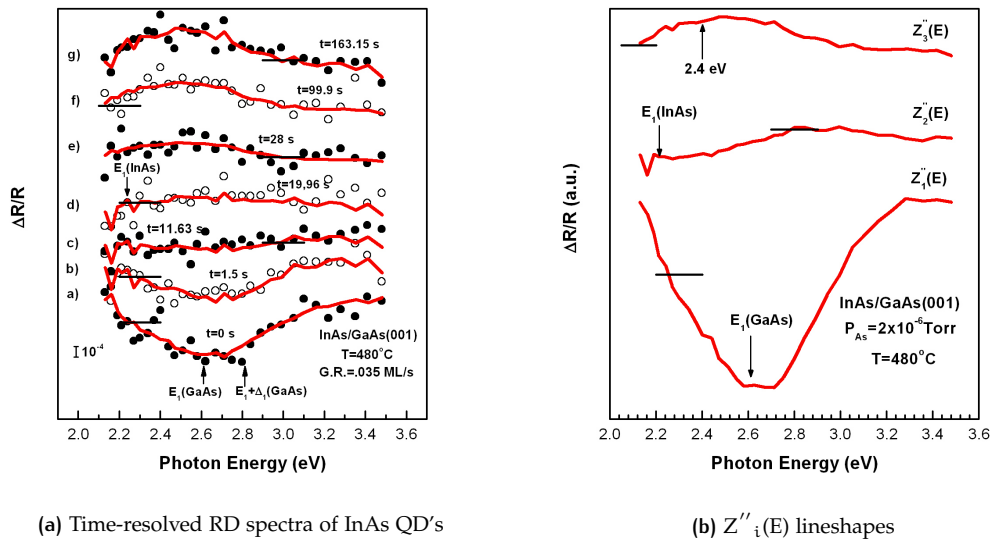 g)
t=163.15 s
f)
t=99.9 s
e)
t=28 s
E₁(InAs)
t=19,96 s
d)
t=11.63 s
c)
b)
t=1.5 s
a)
t=0 s
InAs/GaAs(001)
T=480°C
G.R.=.035 ML/s
10⁻⁴
E₁(GaAs)
E₁+Δ₁(GaAs)
ΔR/R
2.0 2.2 2.4 2.6 2.8 3.0 3.2 3.4 3.6
Photon Energy (eV)
(a) Time-resolved RD spectra of InAs QD's
Z₃''(E)
2.4 eV
E₁(InAs)
Z₂''(E)
Z₁''(E)
InAs/GaAs(001)
P_As=2x10⁻⁶Torr
T=480°C
E₁(GaAs)
ΔR/R (a.u.)
2.0 2.2 2.4 2.6 2.8 3.0 3.2 3.4 3.6
Photon Energy (eV)
(b) Z''ᵢ(E) lineshapes